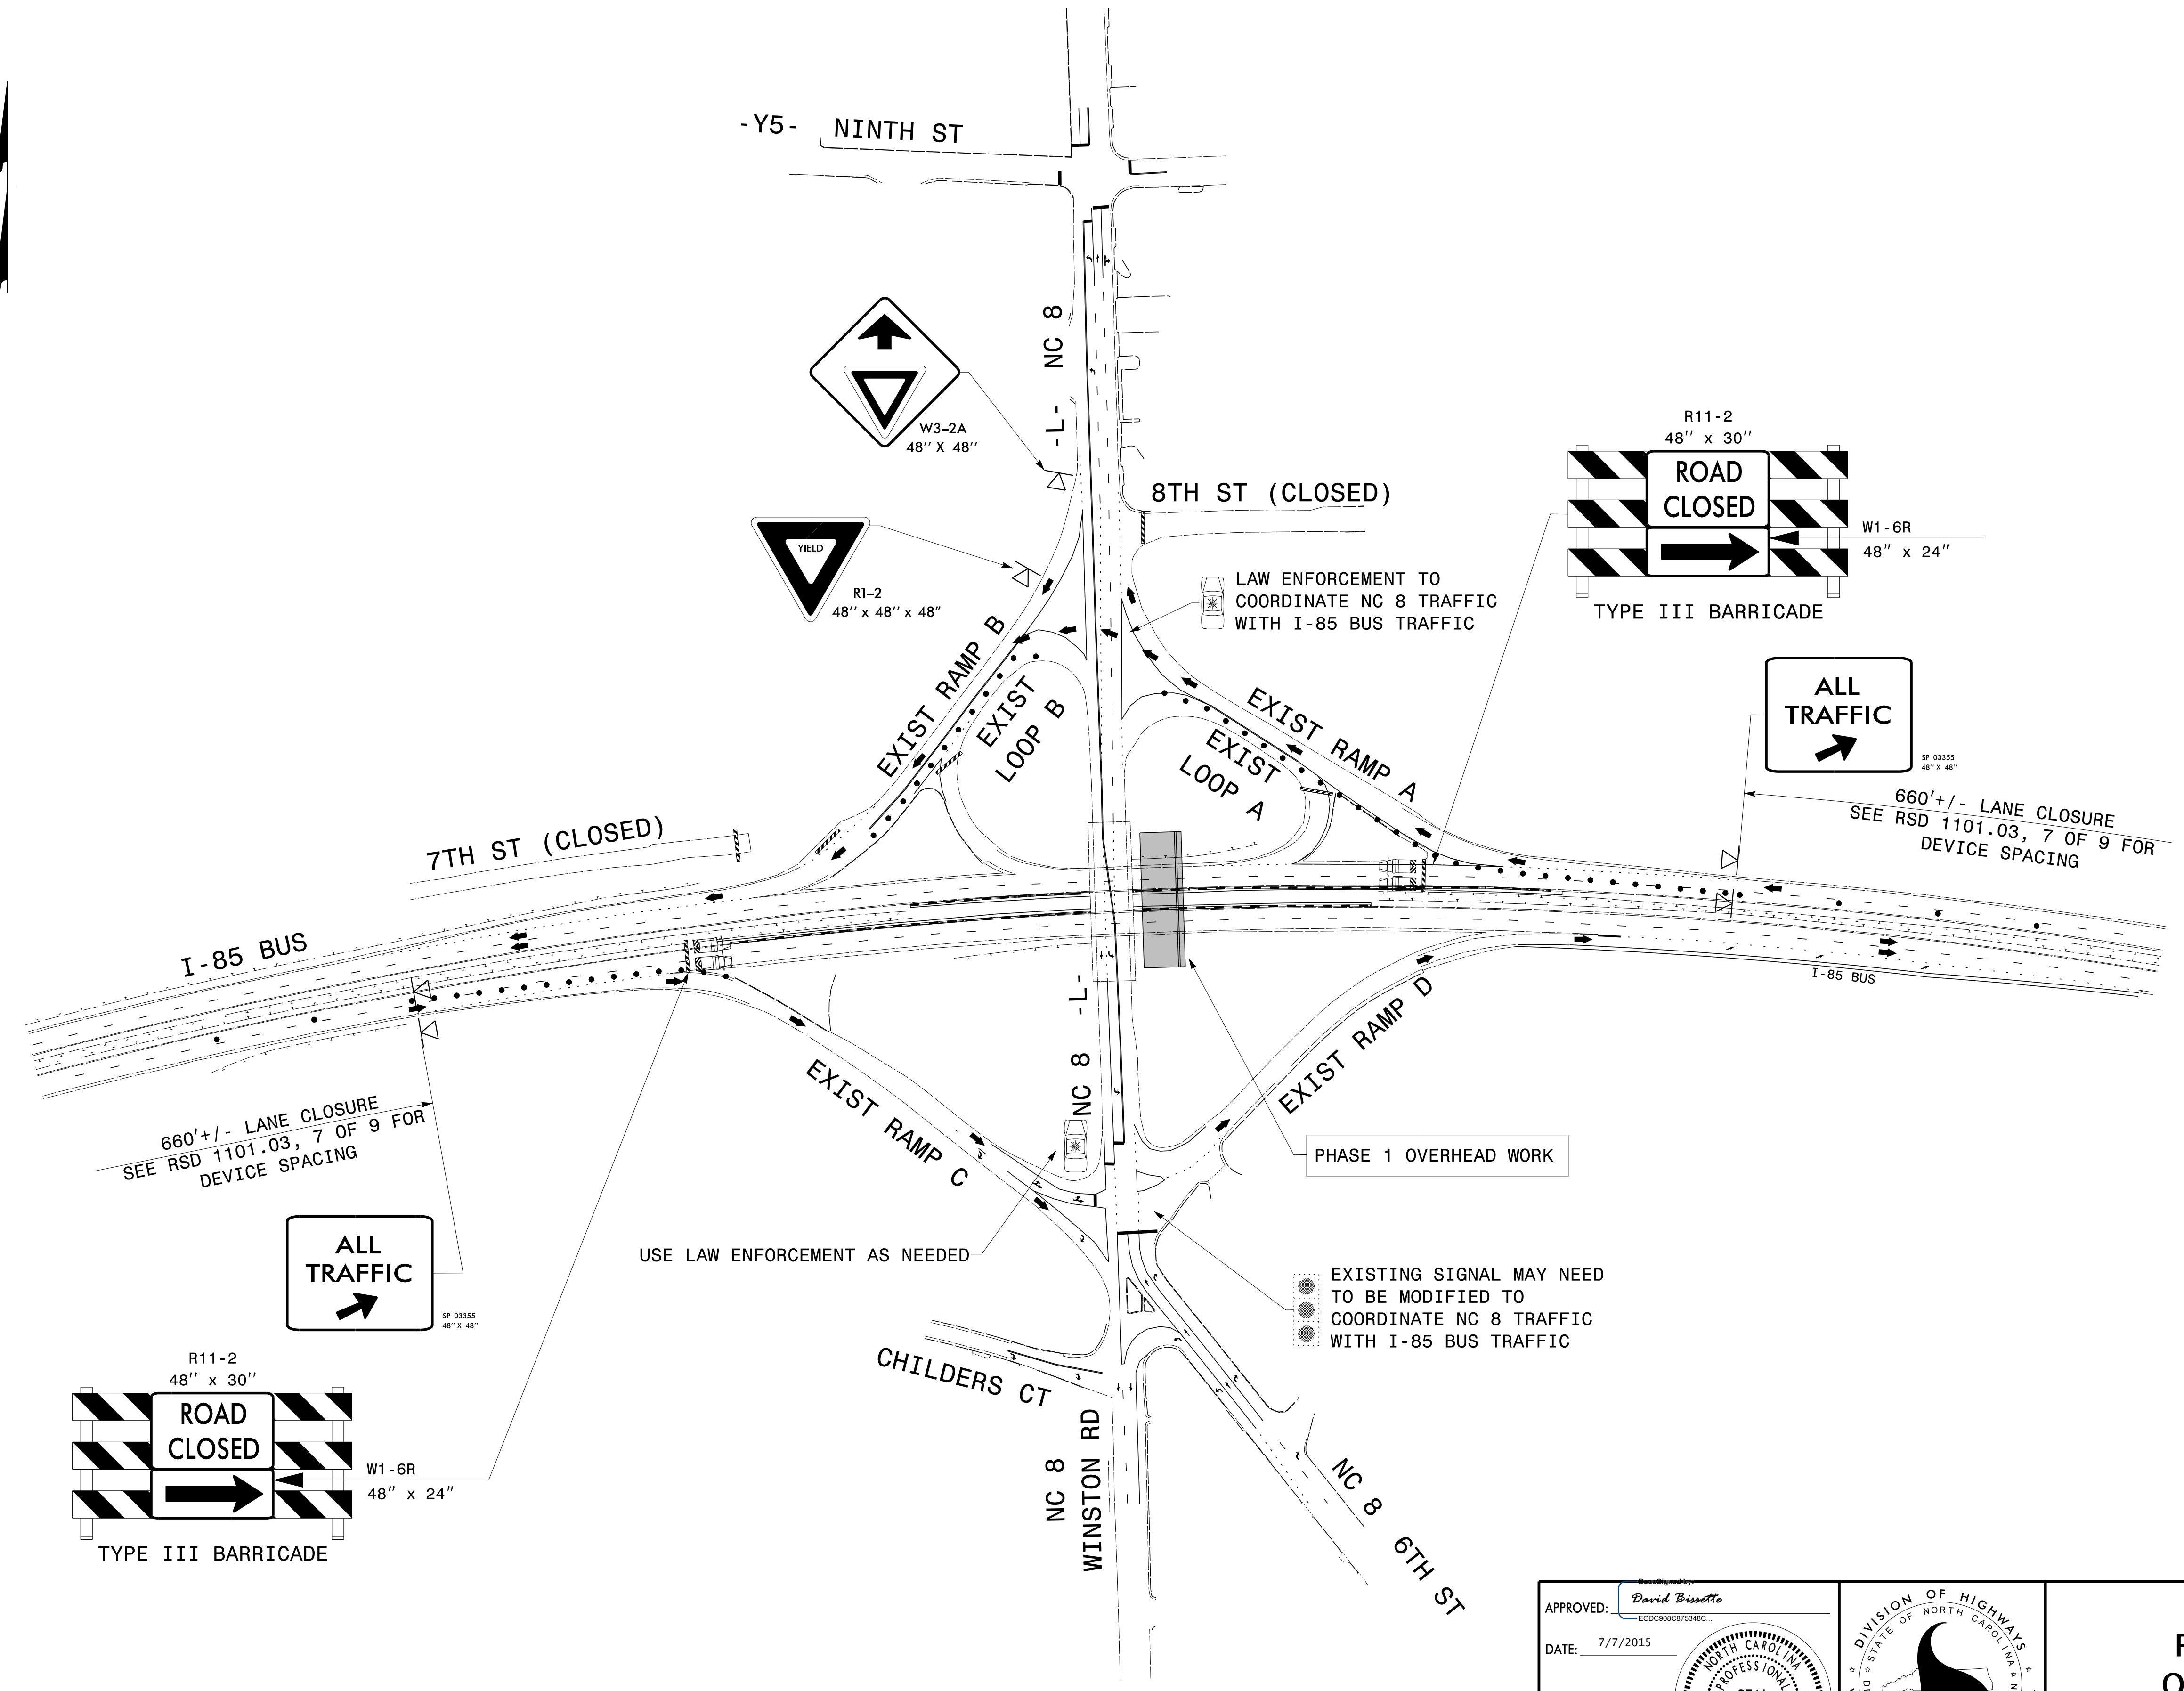 -Y5- NINTH ST
-L- NC 8
W3-2A
48'' X 48''
YIELD
R1-2
48'' x 48'' x 48''
8TH ST (CLOSED)
LAW ENFORCEMENT TO
COORDINATE NC 8 TRAFFIC
WITH I-85 BUS TRAFFIC
R11-2
48'' x 30''
ROAD
CLOSED
W1-6R
48" x 24"
TYPE III BARRICADE
ALL
TRAFFIC
SP 03355
48'' X 48''
660'+/- LANE CLOSURE
SEE RSD 1101.03, 7 OF 9 FOR
DEVICE SPACING
EXIST RAMP B
EXIST
LOOP B
EXIST RAMP A
EXIST
LOOP A
7TH ST (CLOSED)
I-85 BUS
I-85 BUS
NC 8 -L-
EXIST RAMP D
EXIST RAMP C
PHASE 1 OVERHEAD WORK
660'+/- LANE CLOSURE
SEE RSD 1101.03, 7 OF 9 FOR
DEVICE SPACING
ALL
TRAFFIC
SP 03355
48'' X 48''
USE LAW ENFORCEMENT AS NEEDED
EXISTING SIGNAL MAY NEED
TO BE MODIFIED TO
COORDINATE NC 8 TRAFFIC
WITH I-85 BUS TRAFFIC
CHILDERS CT
NC 8
WINSTON RD
NC 8 6TH ST
R11-2
48'' x 30''
ROAD
CLOSED
W1-6R
48" x 24"
TYPE III BARRICADE
APPROVED: David Bissette
ECDC908C875348C...
DATE: 7/7/2015
NORTH CAROLINA
PROFESSIONAL
DIVISION OF HIGHWAYS
STATE OF NORTH CAROLINA